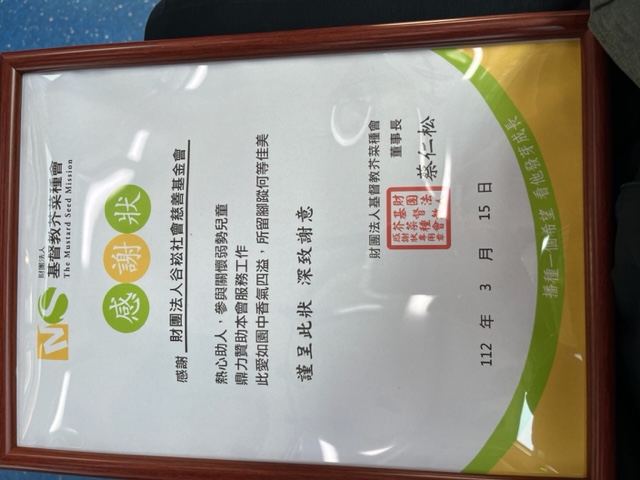 財團法人
基督教芥菜種會
The Mustard Seed Mission
感謝狀
感謝 財團法人谷崧社會慈善基金會
熱心助人，參與關懷弱勢兒童
鼎力贊助本會服務工作
此愛如園中香氣四溢，所留腳蹤何等佳美
謹呈此狀 深致謝意
財團法人基督教芥菜種會
董事長 蔡仁松
112 年 3 月 15 日
播種一個希望 看他發芽成長